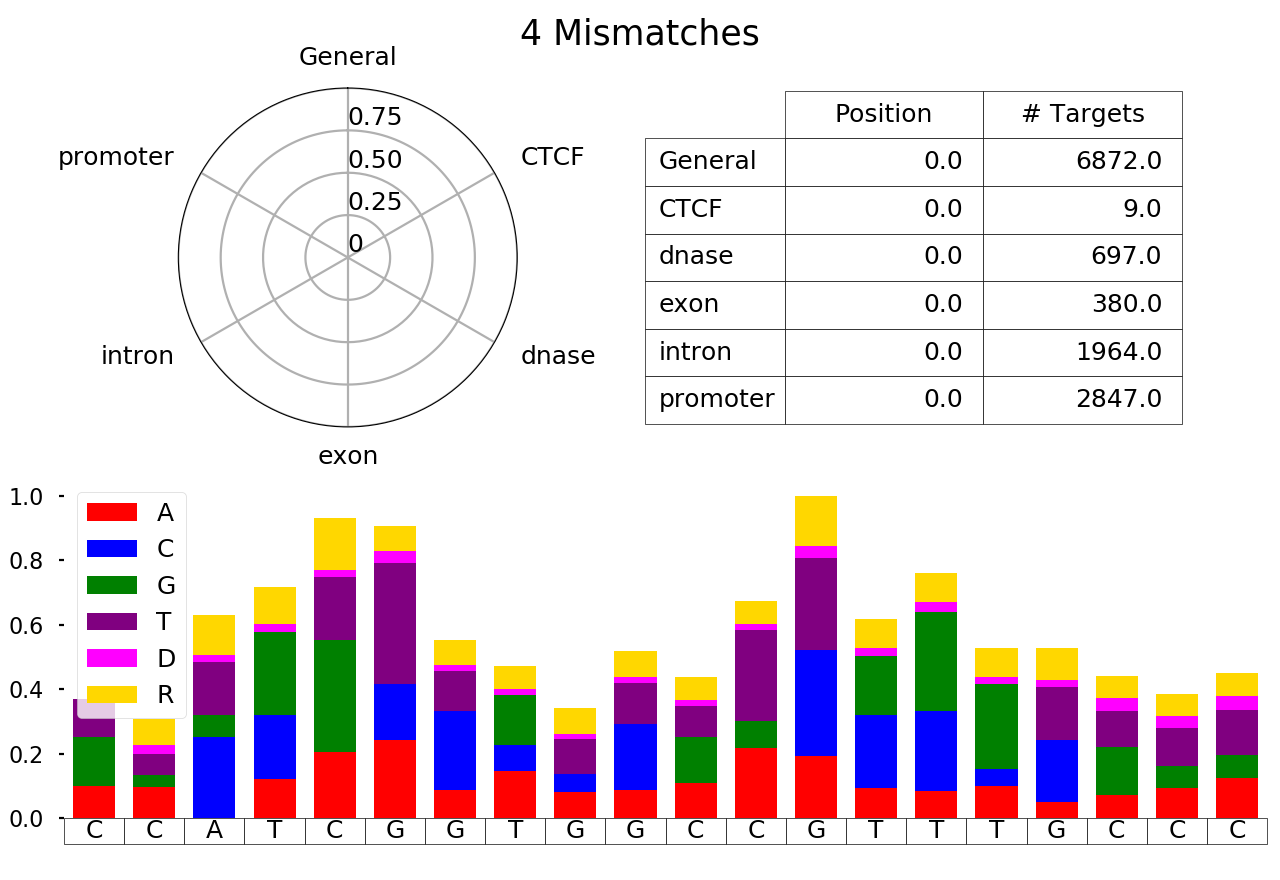 4 Mismatches
General
CTCF
dnase
exon
intron
promoter
0.75
0.50
0.25
0
Position # Targets
General 0.0 6872.0
CTCF 0.0 9.0
dnase 0.0 697.0
exon 0.0 380.0
intron 0.0 1964.0
promoter 0.0 2847.0
1.0
0.8
0.6
0.4
0.2
0.0
A
C
G
T
D
R
C C A T C G G T G G C C G T T T G C C C